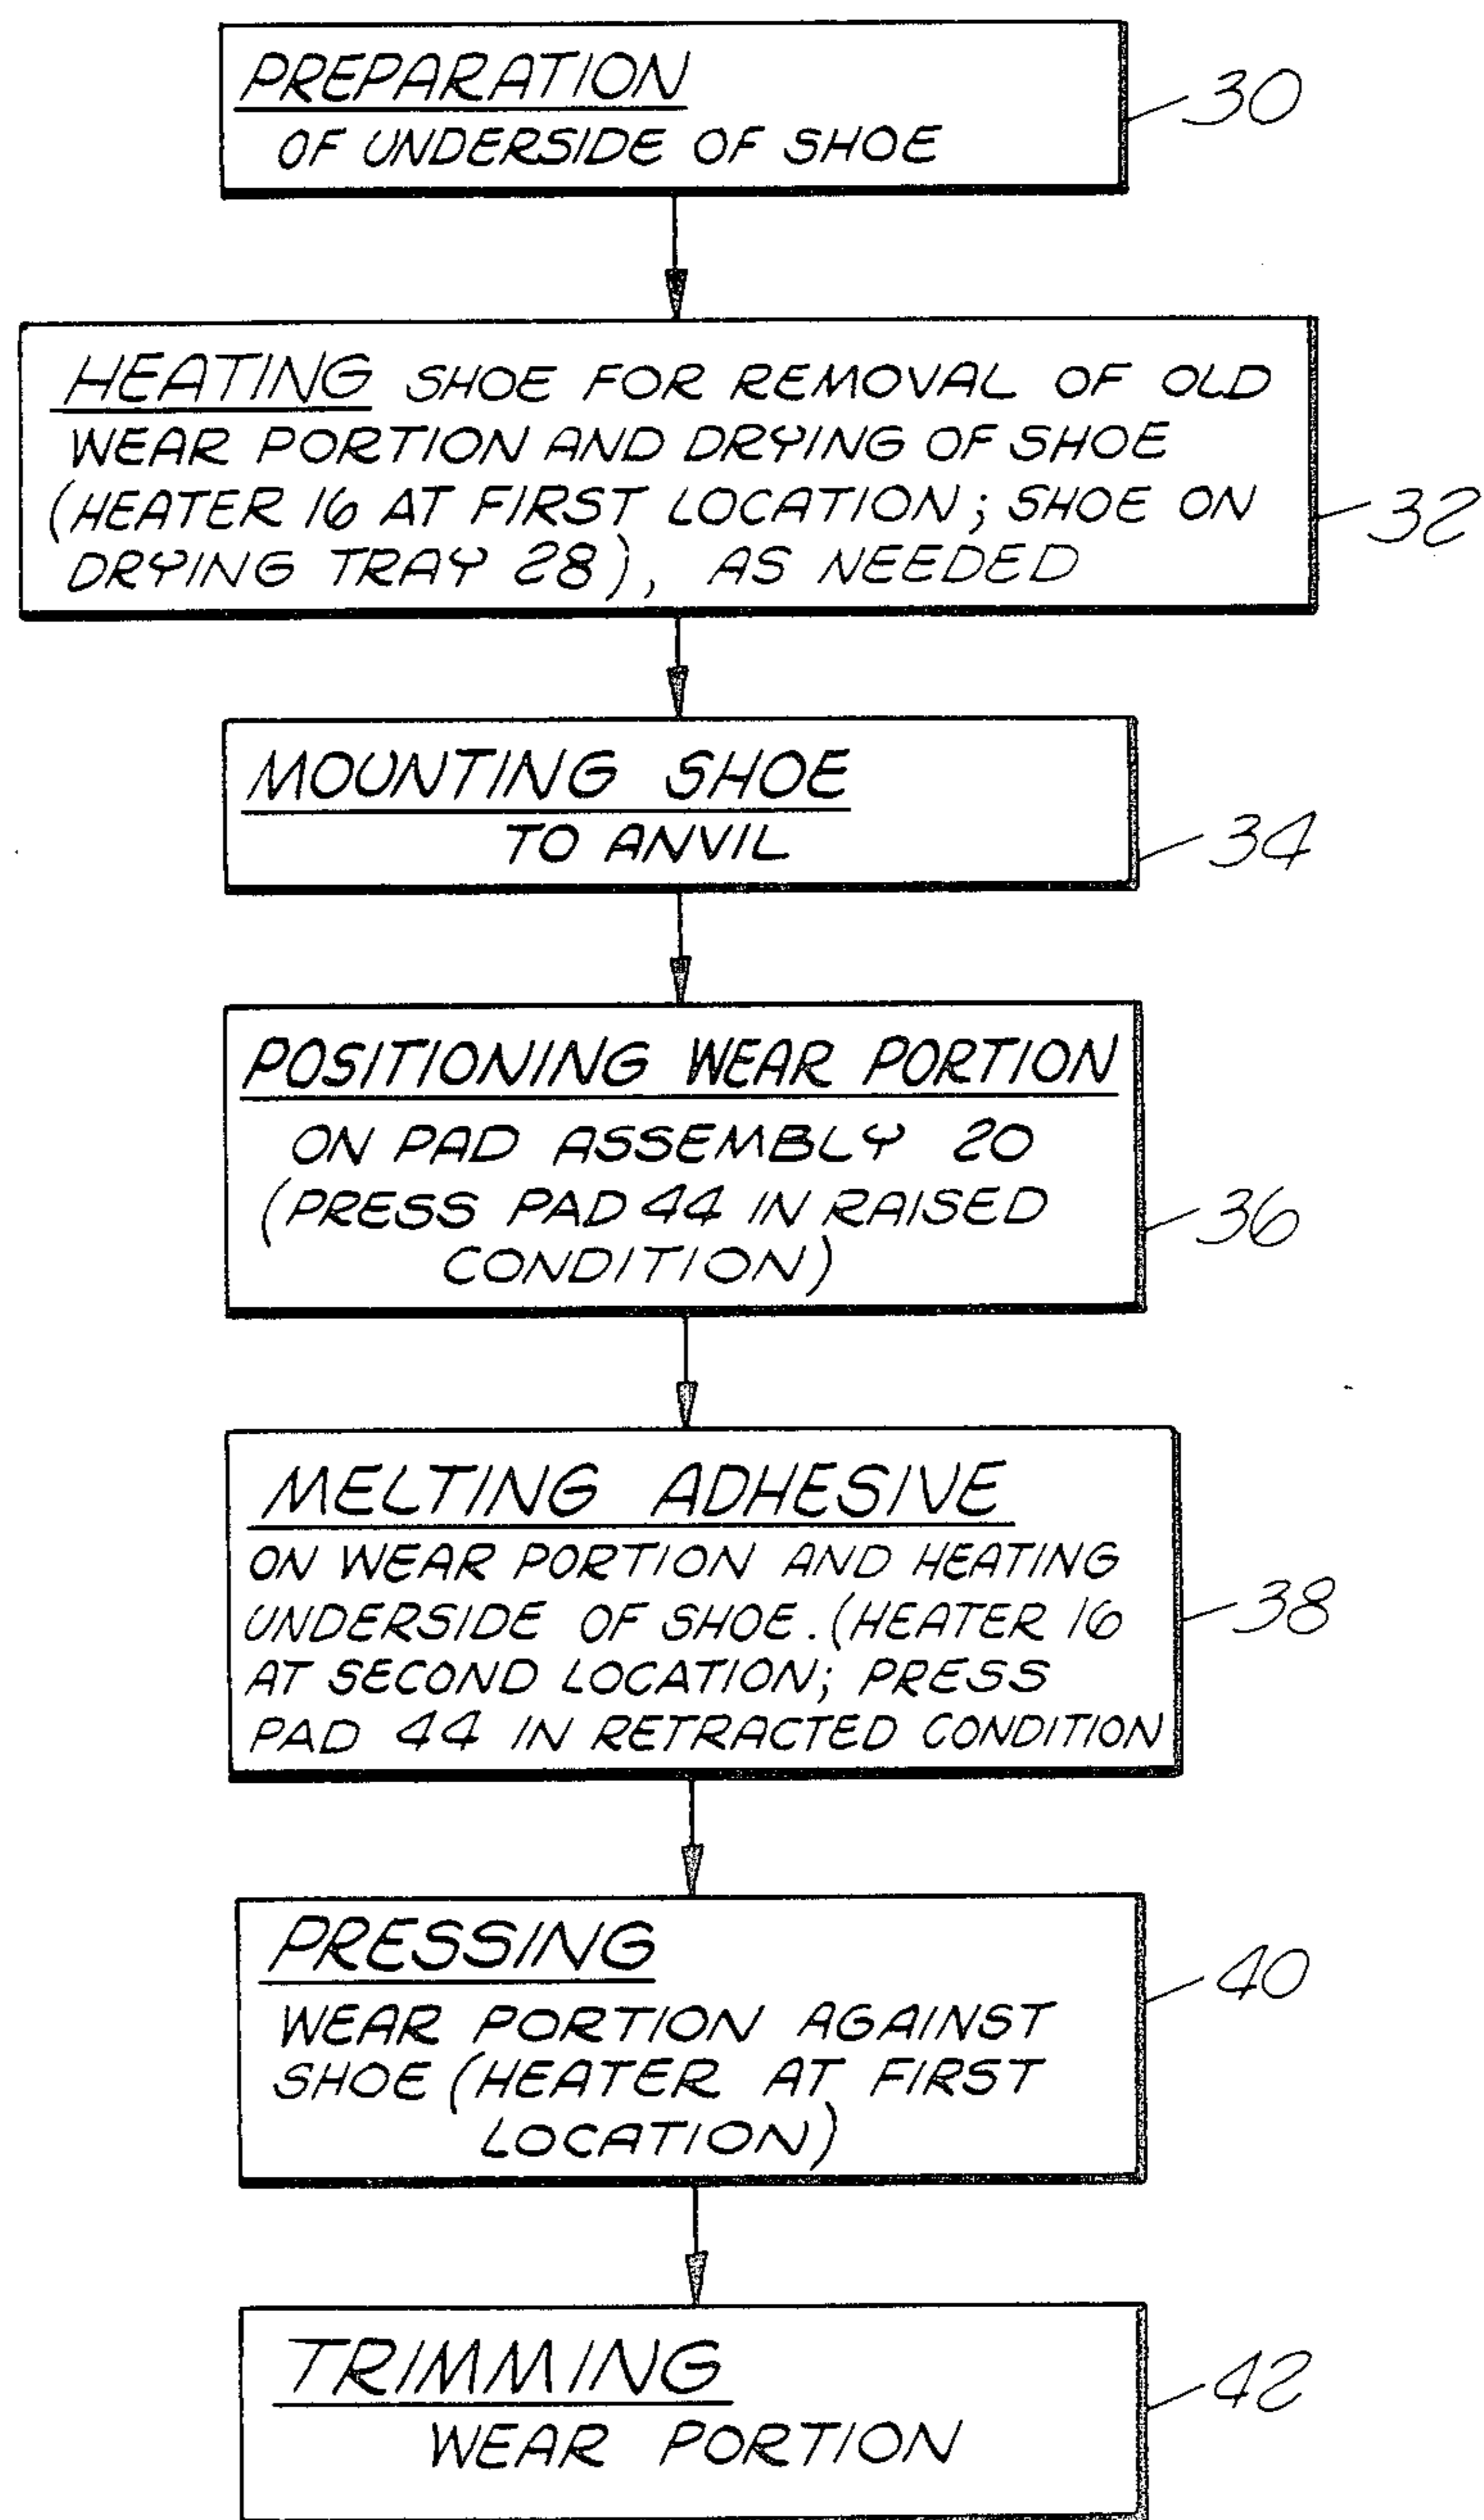 PREPARATION
OF UNDERSIDE OF SHOE
30
HEATING SHOE FOR REMOVAL OF OLD
WEAR PORTION AND DRYING OF SHOE
(HEATER 16 AT FIRST LOCATION; SHOE ON
DRYING TRAY 28), AS NEEDED
32
MOUNTING SHOE
TO ANVIL
34
POSITIONING WEAR PORTION
ON PAD ASSEMBLY 20
(PRESS PAD 44 IN RAISED
CONDITION)
36
MELTING ADHESIVE
ON WEAR PORTION AND HEATING
UNDERSIDE OF SHOE. (HEATER 16
AT SECOND LOCATION; PRESS
PAD 44 IN RETRACTED CONDITION
38
PRESSING
WEAR PORTION AGAINST
SHOE (HEATER AT FIRST
LOCATION)
40
TRIMMING
WEAR PORTION
42